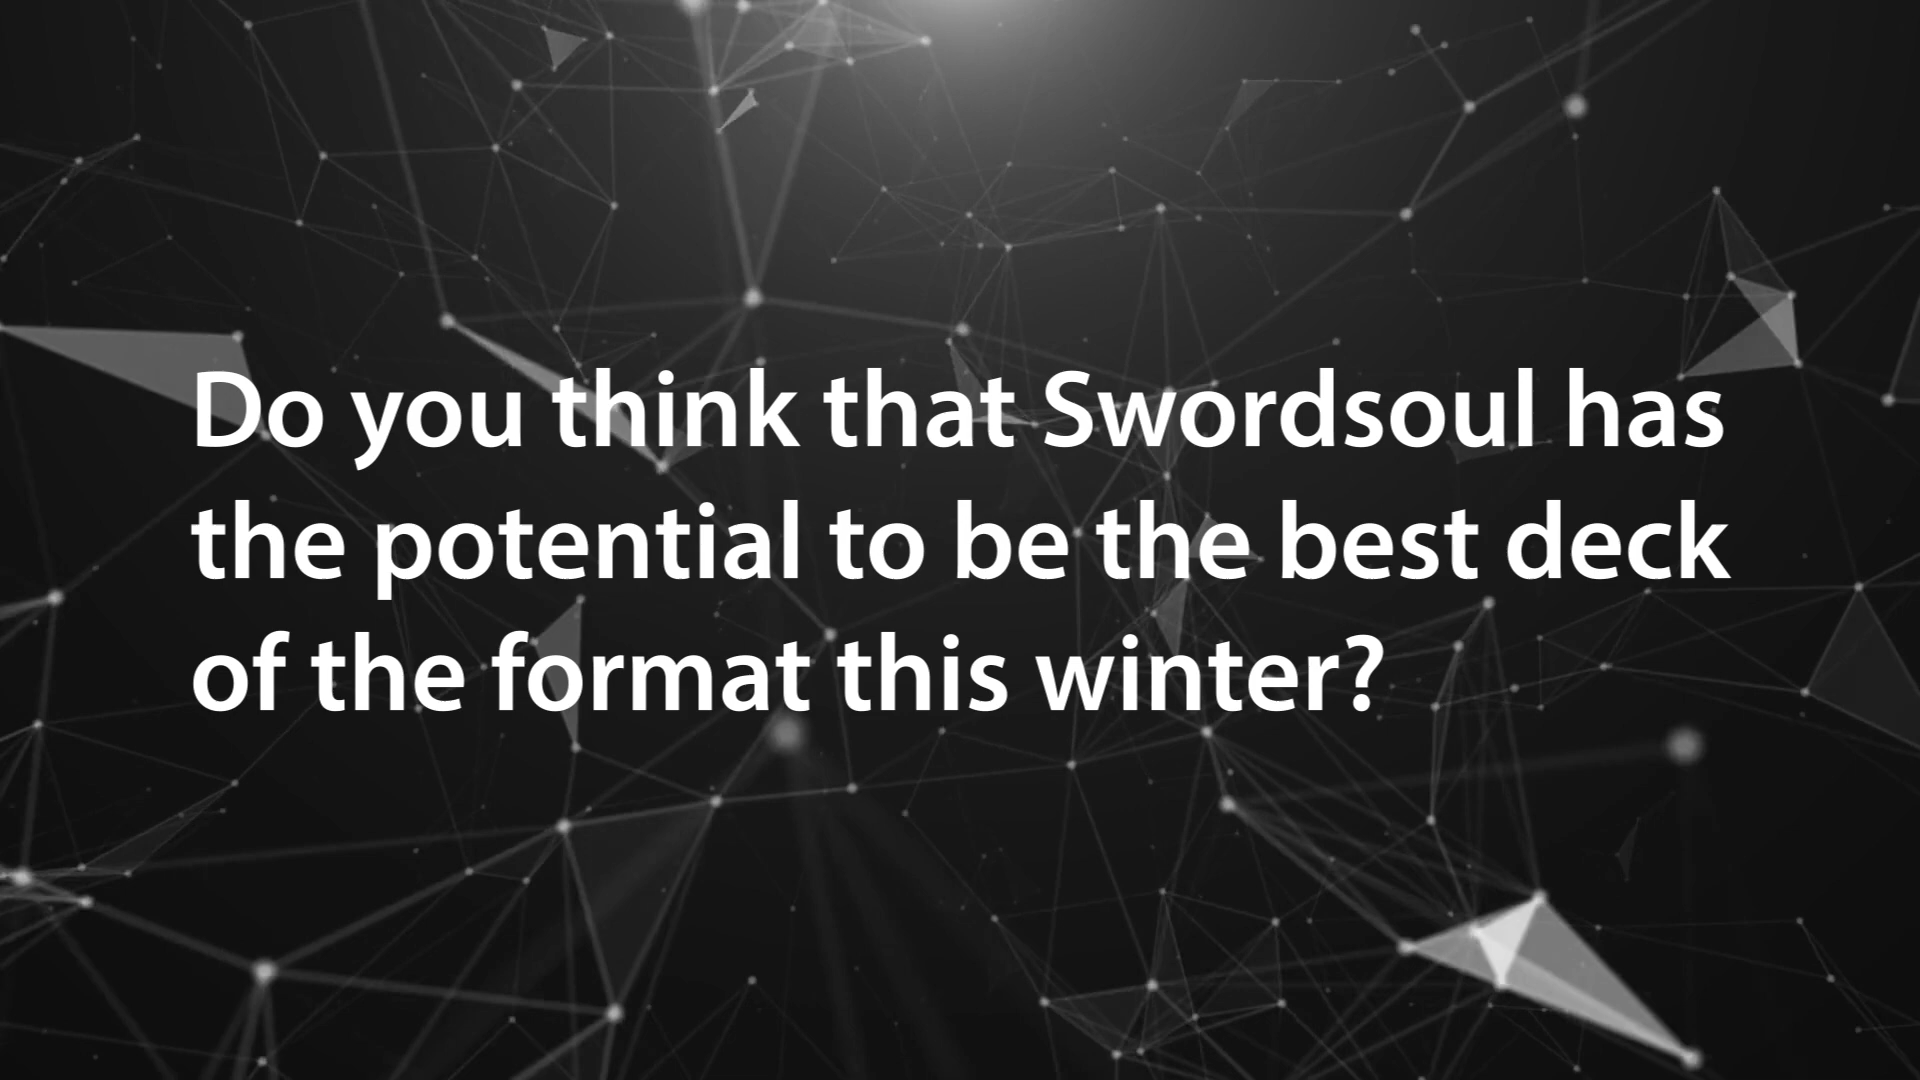 Do you think that Swordsoul has
the potential to be the best deck
of the format this winter?